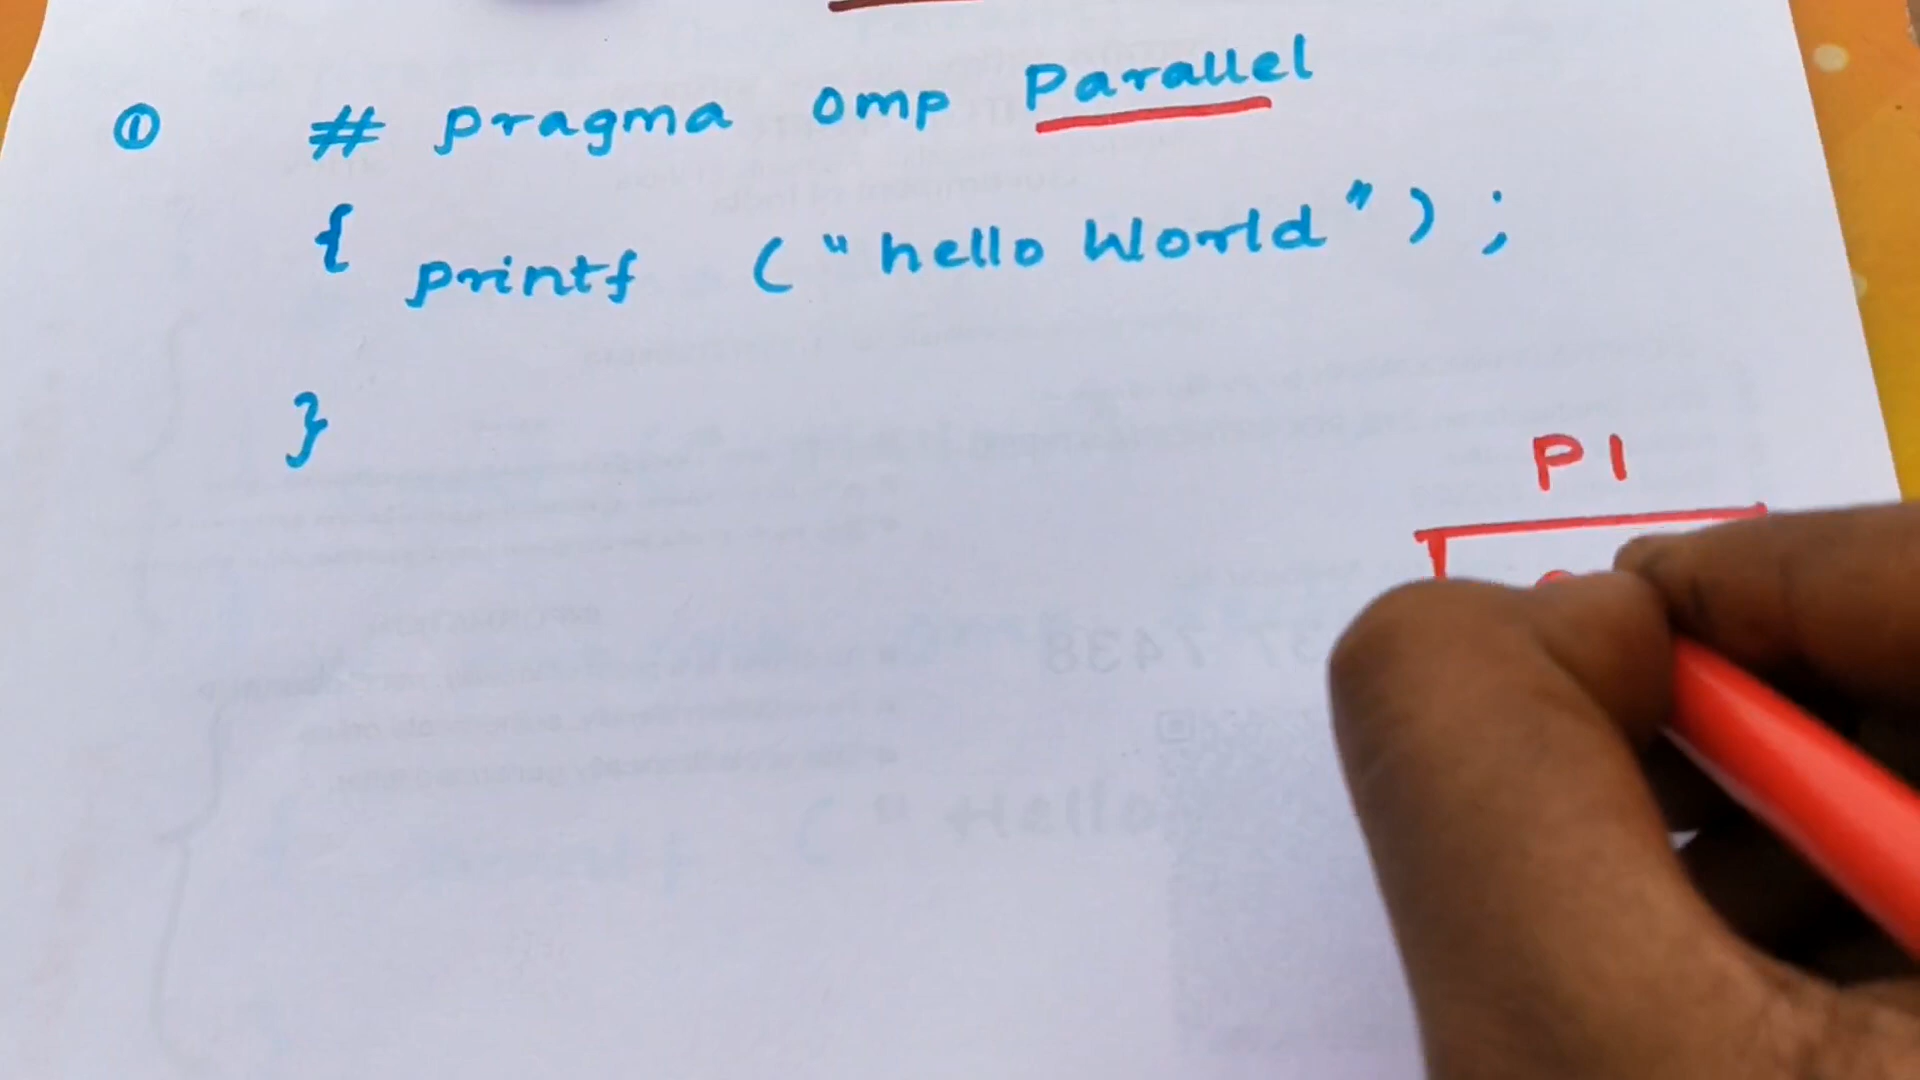 ① # pragma omp Parallel
{ printf ("hello World") ;
}
P1